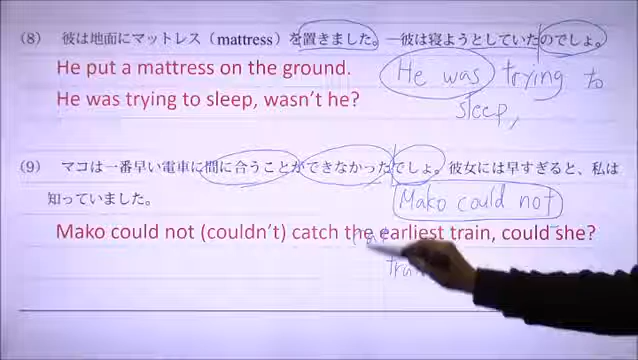 (8) 彼は地面にマットレス（mattress）を置きました。―彼は寝ようとしていたのでしょ。
He put a mattress on the ground.
He was trying to
He was trying to sleep, wasn't he?
sleep,
(9) マコは一番早い電車に間に合うことができなかったでしょ。彼女には早すぎると、私は
知っていました。
Mako could not
Mako could not (couldn't) catch the earliest train, could she?